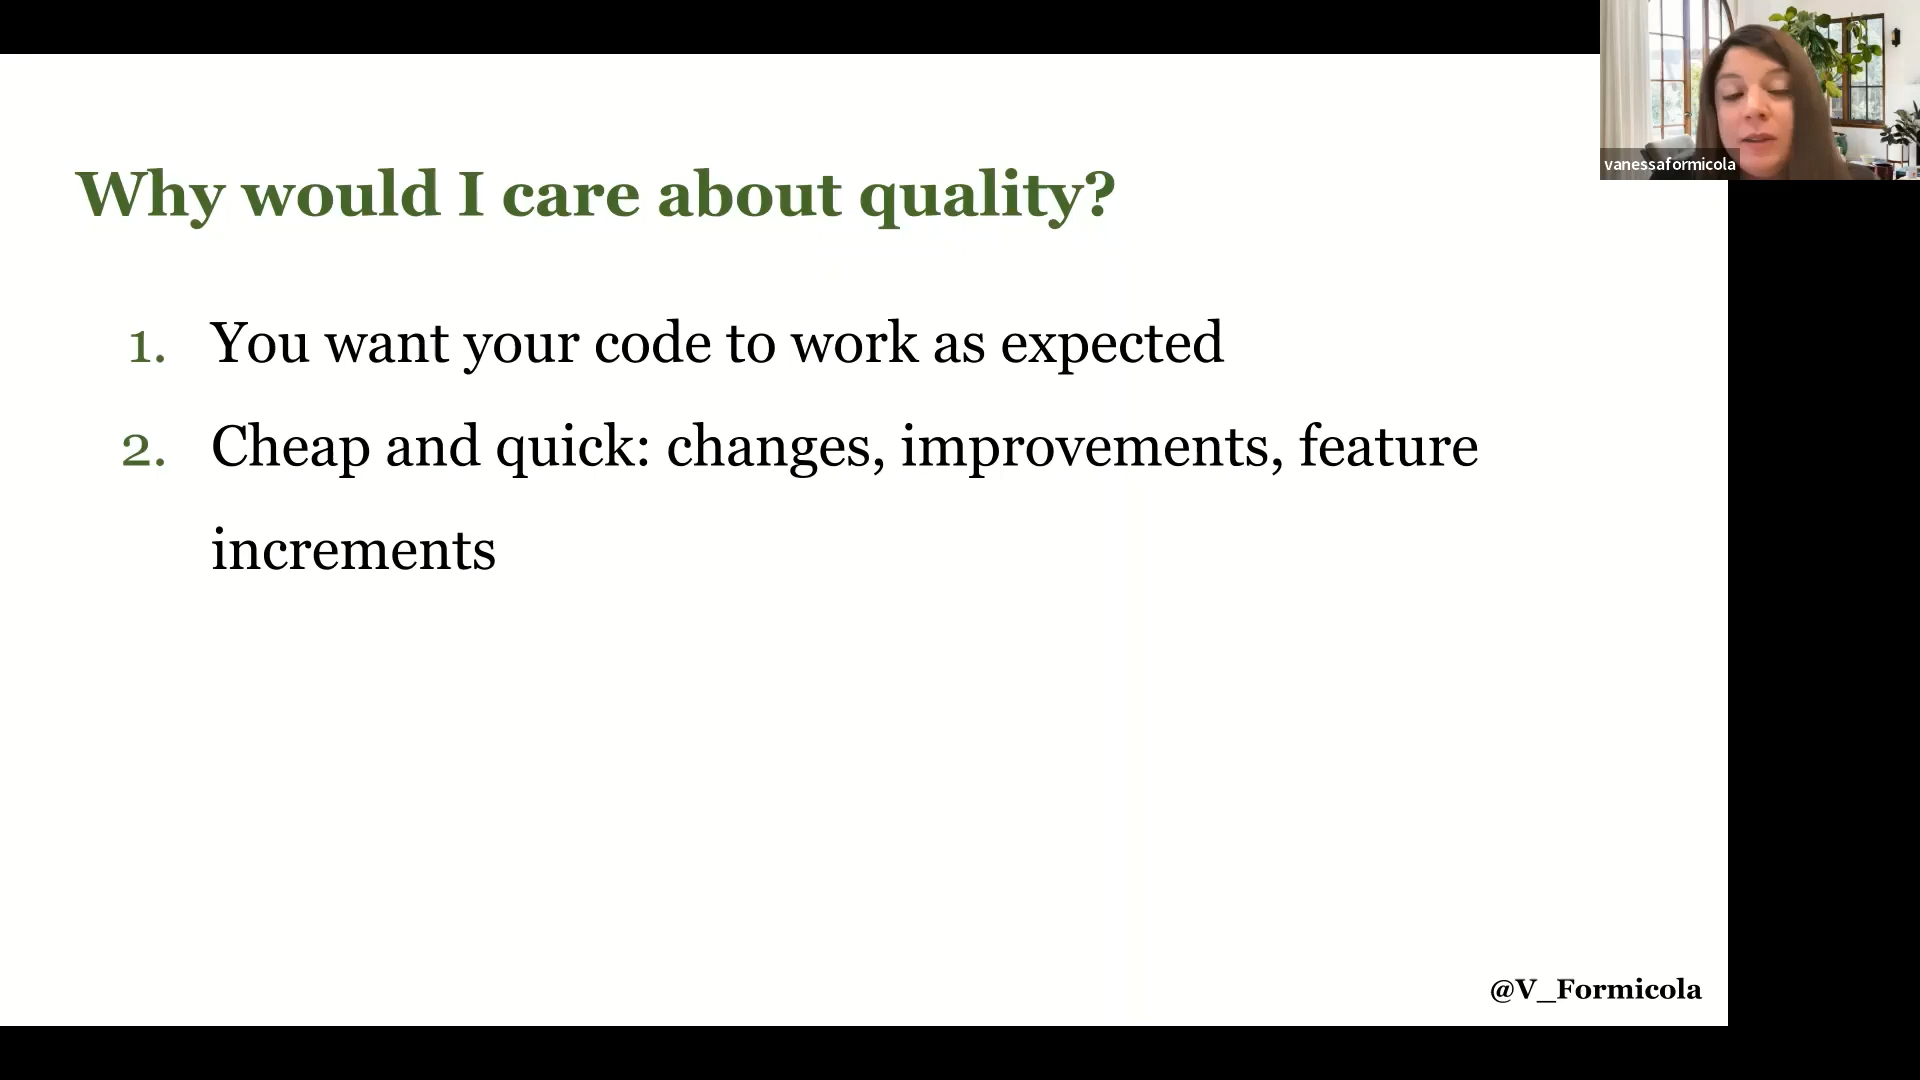 vanessaformicola
Why would I care about quality?
1. You want your code to work as expected
2. Cheap and quick: changes, improvements, feature
increments
@V_Formicola